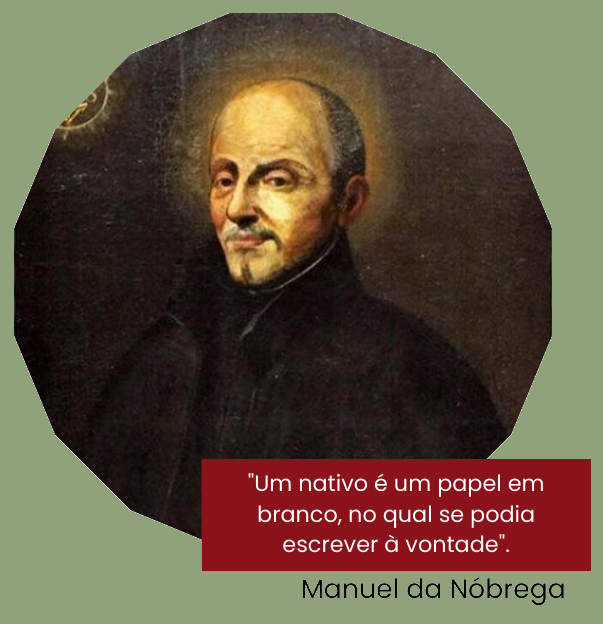 "Um nativo é um papel em
branco, no qual se podia
escrever à vontade".
Manuel da Nóbrega